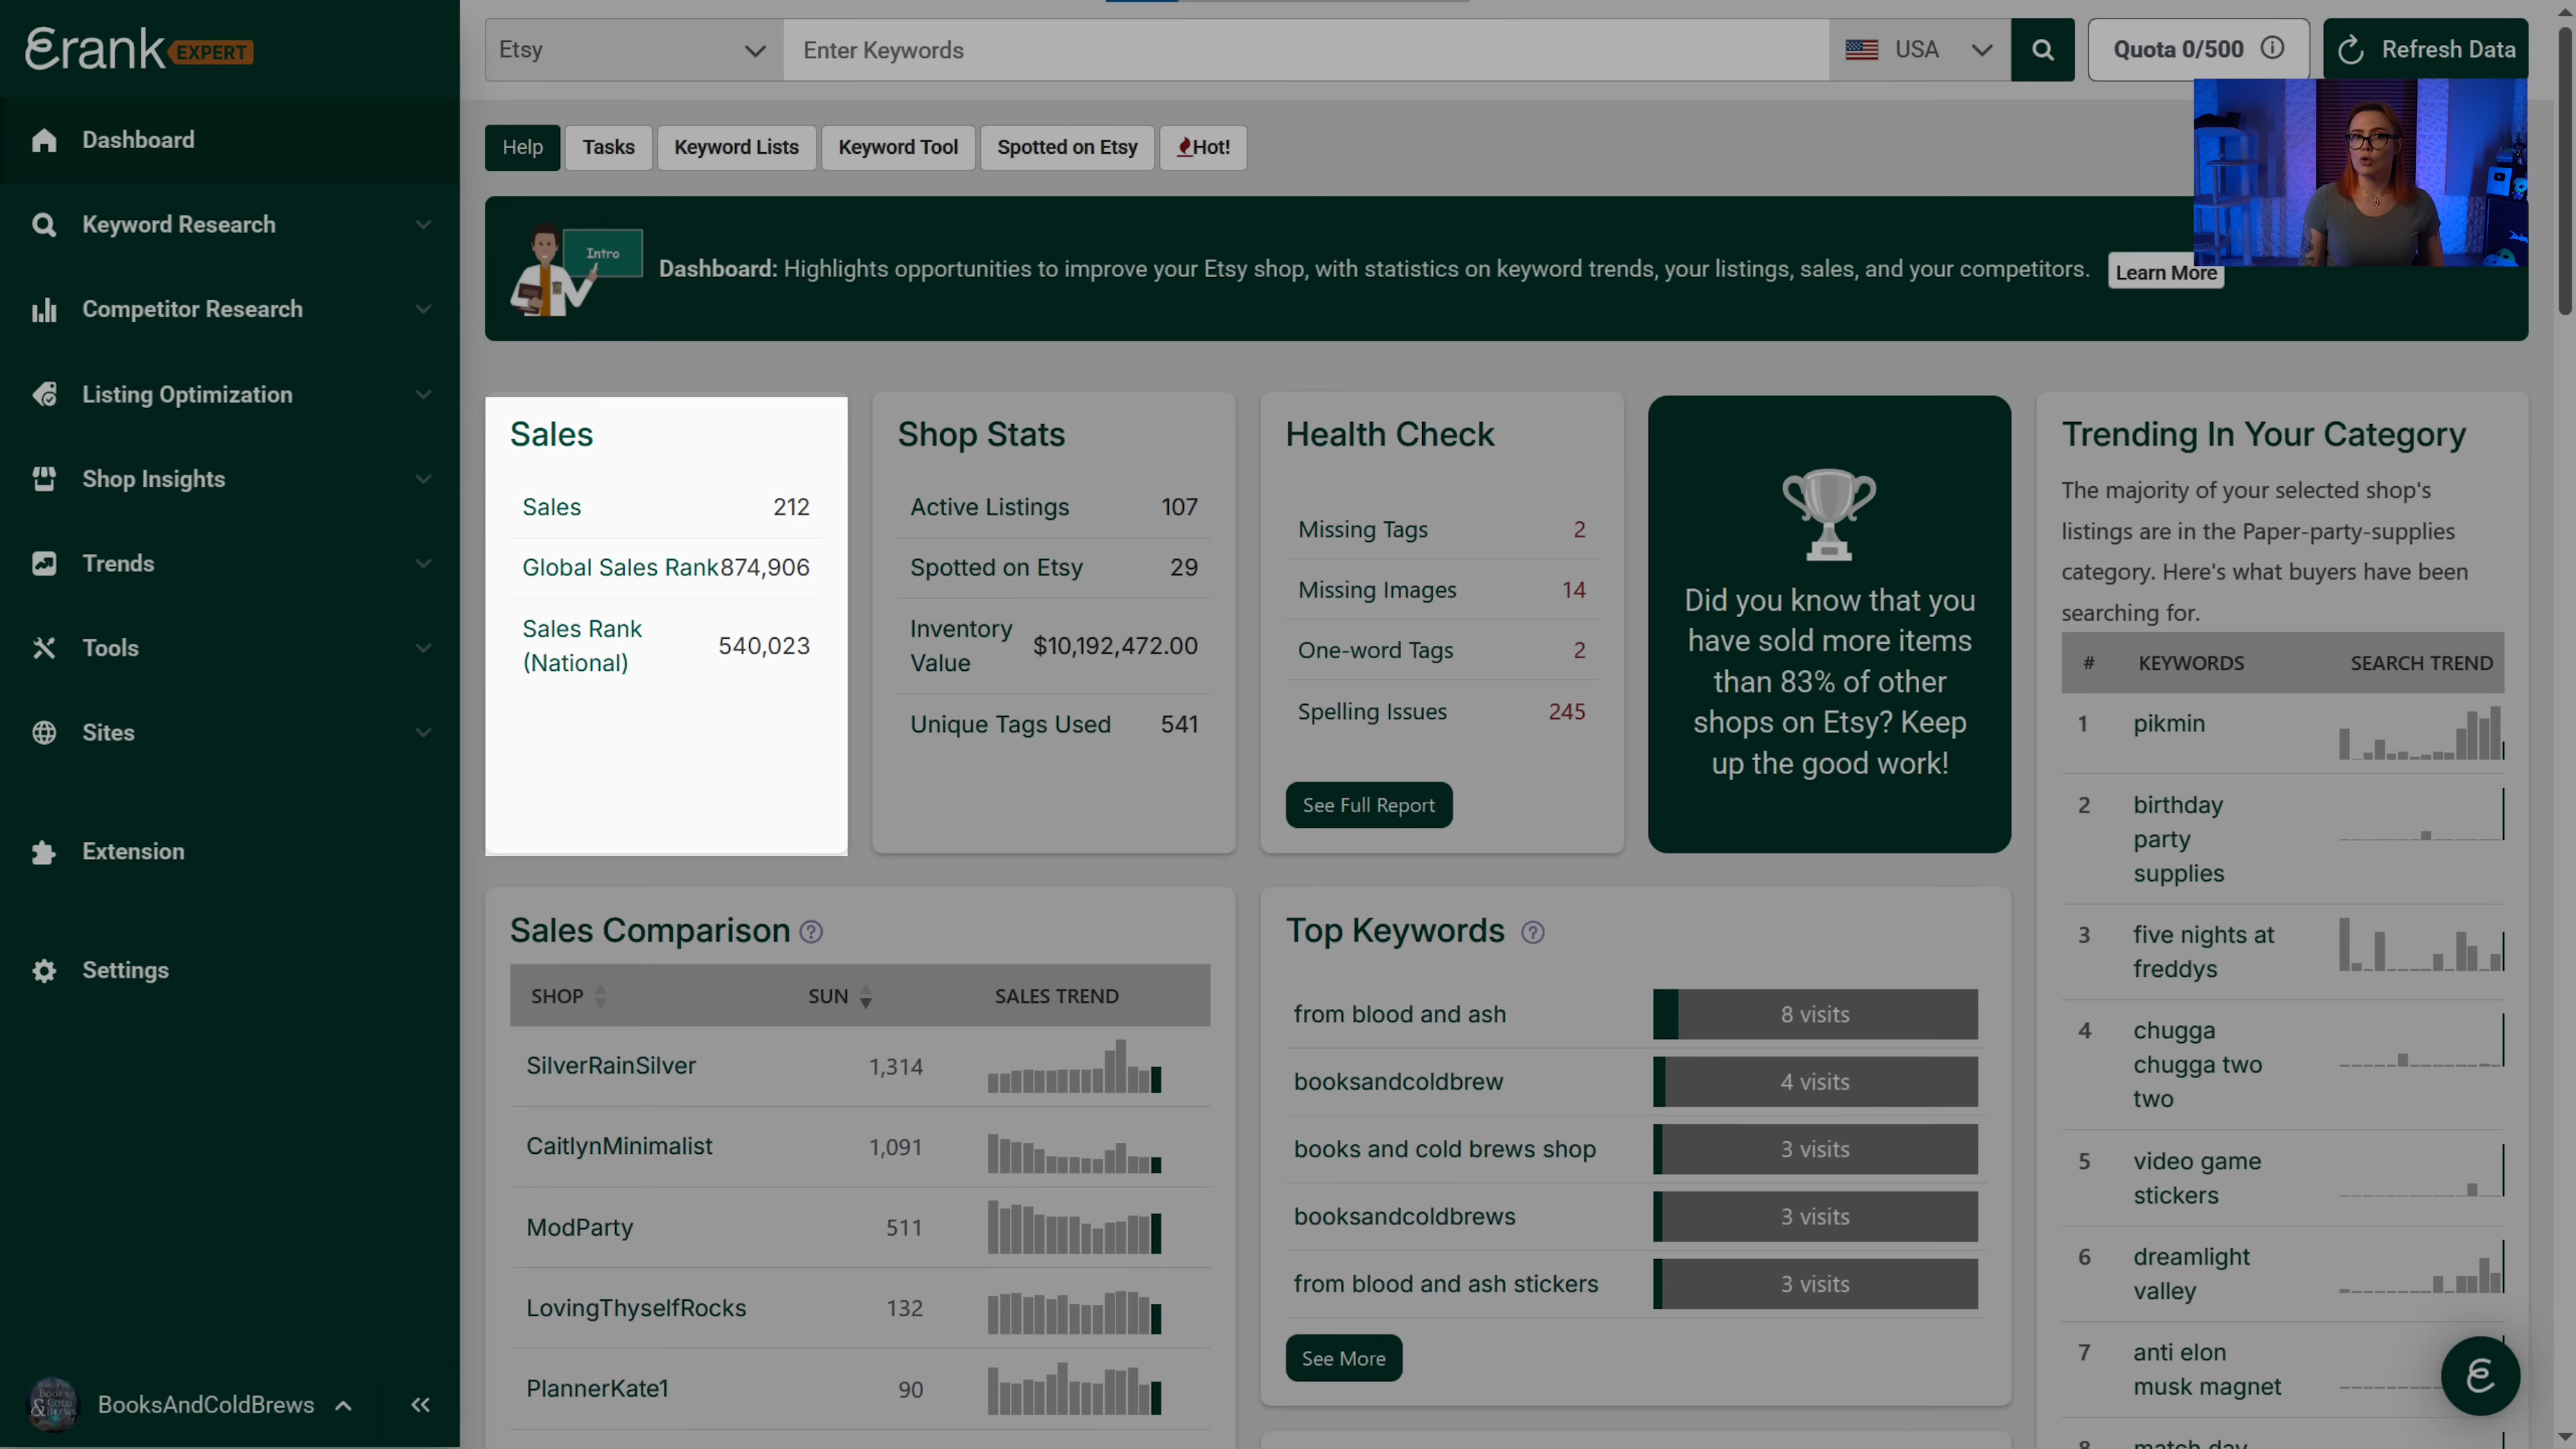 erank EXPERT
Etsy
Enter Keywords
USA
Quota 0/500
Refresh Data
Dashboard
Keyword Research
Competitor Research
Listing Optimization
Shop Insights
Trends
Tools
Sites
Extension
Settings
BooksAndColdBrews
Help
Tasks
Keyword Lists
Keyword Tool
Spotted on Etsy
Hot!
Intro
Dashboard: Highlights opportunities to improve your Etsy shop, with statistics on keyword trends, your listings, sales, and your competitors.
Learn More
Sales
Sales 212
Global Sales Rank 874,906
Sales Rank
(National)
540,023
Shop Stats
Active Listings 107
Spotted on Etsy 29
Inventory
Value
$10,192,472.00
Unique Tags Used 541
Health Check
Missing Tags 2
Missing Images 14
One-word Tags 2
Spelling Issues 245
See Full Report
Did you know that you
have sold more items
than 83% of other
shops on Etsy? Keep
up the good work!
Trending In Your Category
The majority of your selected shop's
listings are in the Paper-party-supplies
category. Here's what buyers have been
searching for.
# KEYWORDS SEARCH TREND
1 pikmin
2 birthday
party
supplies
3 five nights at
freddys
4 chugga
chugga two
two
5 video game
stickers
6 dreamlight
valley
7 anti elon
musk magnet
8 match day
Sales Comparison
SHOP SUN SALES TREND
SilverRainSilver 1,314
CaitlynMinimalist 1,091
ModParty 511
LovingThyselfRocks 132
PlannerKate1 90
Top Keywords
from blood and ash 8 visits
booksandcoldbrew 4 visits
books and cold brews shop 3 visits
booksandcoldbrews 3 visits
from blood and ash stickers 3 visits
See More